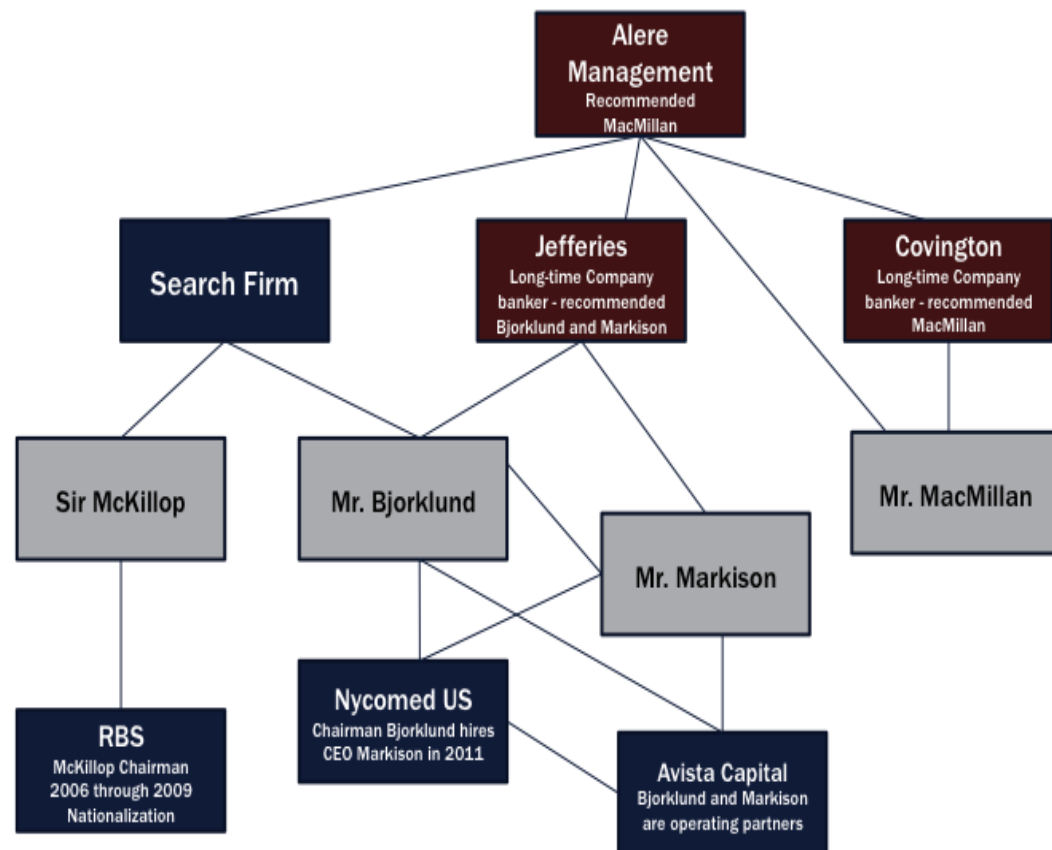 Alere
Management
Recommended
MacMillan
Search Firm
Jefferies
Long-time Company
banker - recommended
Bjorklund and Markison
Covington
Long-time Company
banker - recommended
MacMillan
Sir McKillop
Mr. Bjorklund
Mr. Markison
Mr. MacMillan
RBS
McKillop Chairman
2006 through 2009
Nationalization
Nycomed US
Chairman Bjorklund hires
CEO Markison in 2011
Avista Capital
Bjorklund and Markison
are operating partners